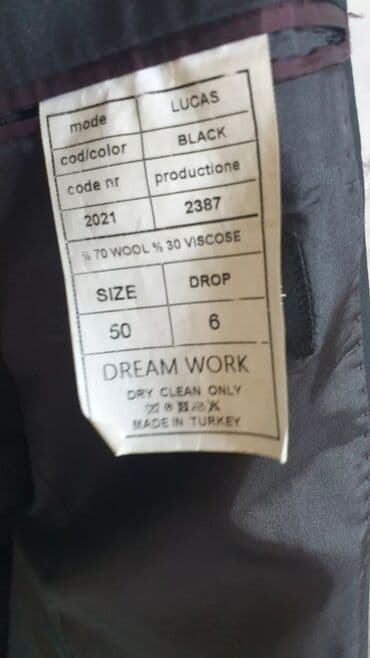 mode LUCAS
cod/color BLACK
code nr productione
2021 2387
% 70 WOOL % 30 VISCOSE
SIZE DROP
50 6
DREAM WORK
DRY CLEAN ONLY
MADE IN TURKEY